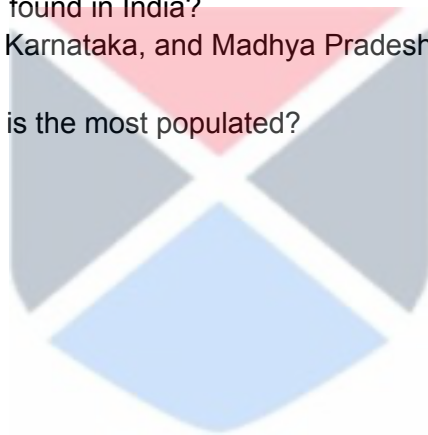 found in India?
Karnataka, and Madhya Pradesh
is the most populated?